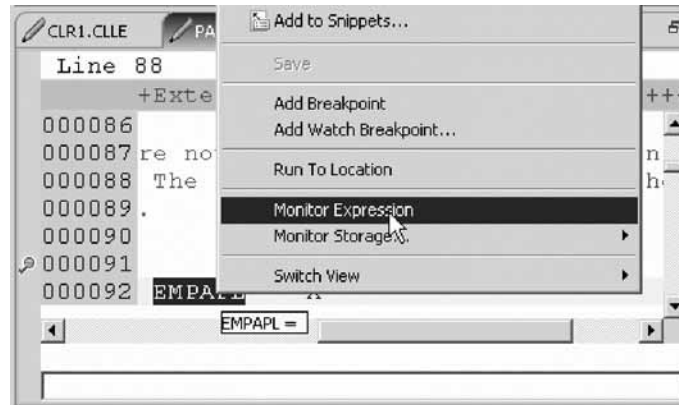 CLR1.CLLE PA
Add to Snippets...
Line 88
Save
+Exte ++
Add Breakpoint
000086
Add Watch Breakpoint...
000087 re no n
Run To Location
000088 The h
000089 .
Monitor Expression
000090
Monitor Storage
000091
Switch View
000092 EMPAPL
EMPAPL =